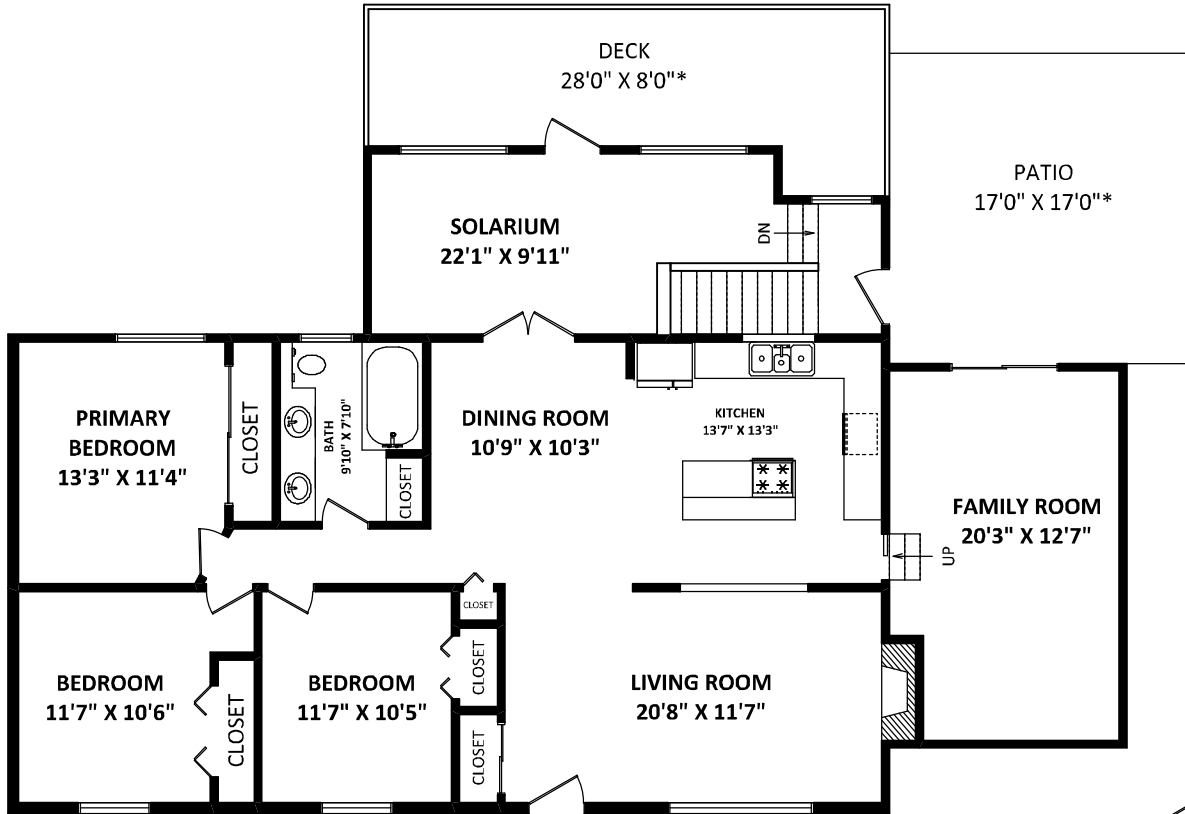 DECK
28'0" X 8'0"*
PATIO
17'0" X 17'0"*
SOLARIUM
22'1" X 9'11"
DN
PRIMARY
BEDROOM
13'3" X 11'4"
CLOSET
BATH
9'10" X 7'10"
CLOSET
DINING ROOM
10'9" X 10'3"
KITCHEN
13'7" X 13'3"
FAMILY ROOM
20'3" X 12'7"
UP
CLOSET
BEDROOM
11'7" X 10'6"
CLOSET
BEDROOM
11'7" X 10'5"
CLOSET
CLOSET
LIVING ROOM
20'8" X 11'7"